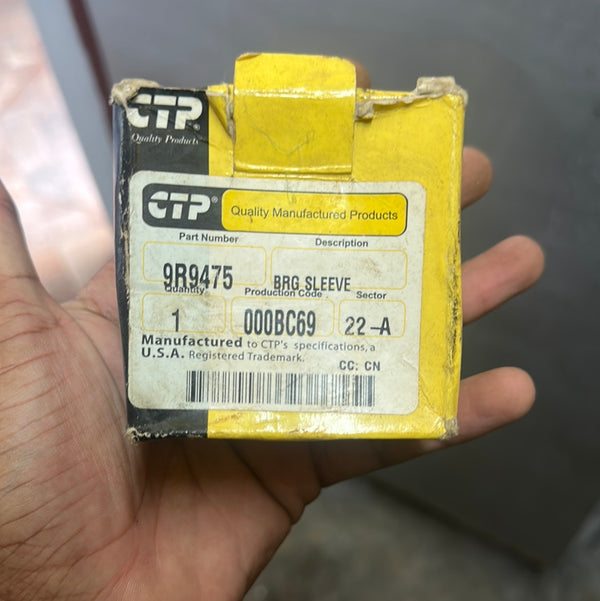 CTP®
Quality Products
CTP® Quality Manufactured Products
Part Number Description
9R9475 BRG SLEEVE
Quantity Production Code Sector
1 000BC69 22-A
Manufactured to CTP's specifications, a
U.S.A. Registered Trademark.
CC: CN